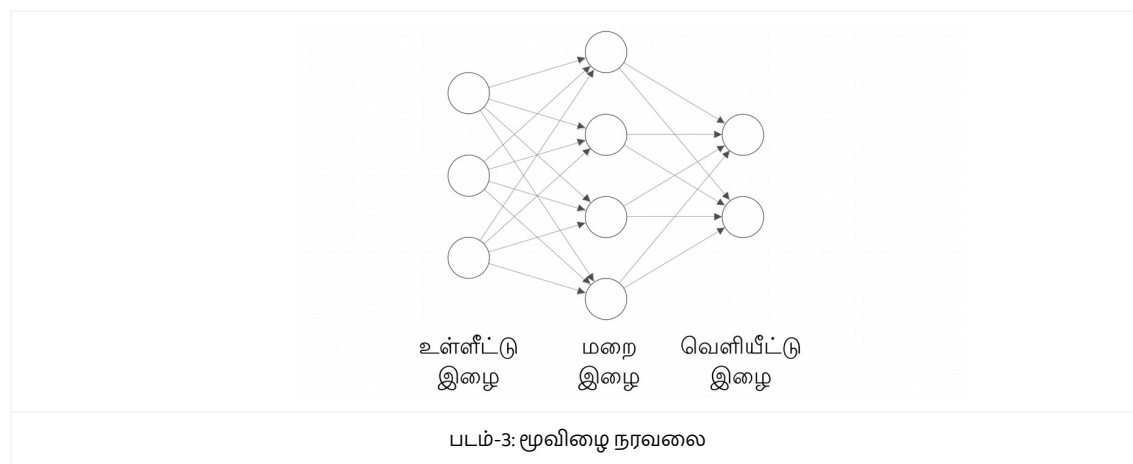 உள்ளீட்டு மறை வெளியீட்டு
இழை இழை இழை
படம்-3: மூவிழை நரவலை